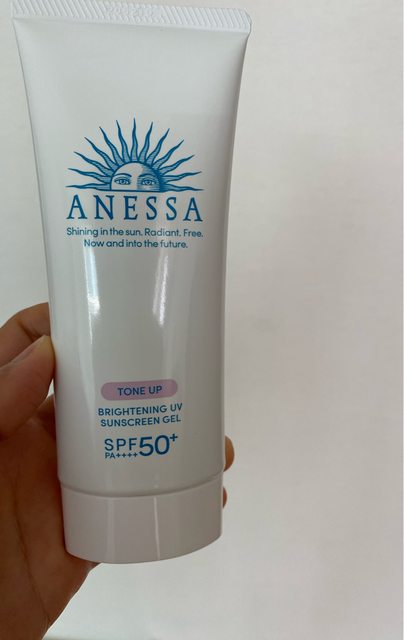 ANESSA
Shining in the sun. Radiant. Free.
Now and into the future.
TONE UP
BRIGHTENING UV
SUNSCREEN GEL
SPF50+
PA++++